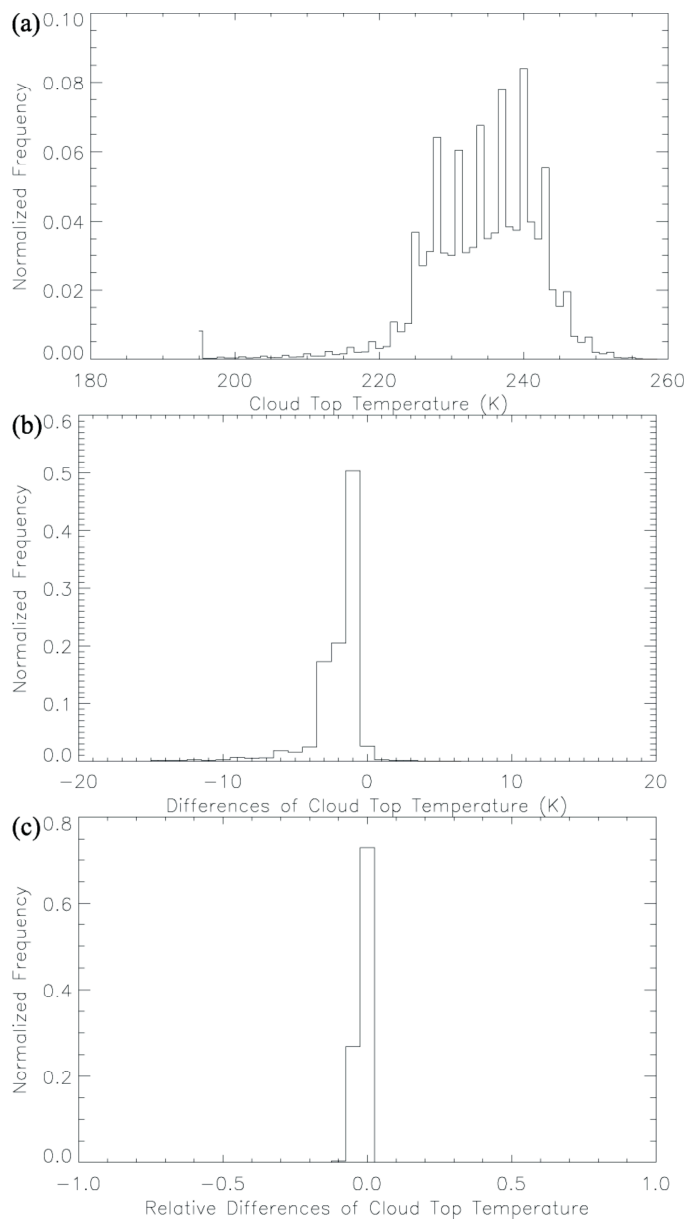 (a)
0.10
0.08
0.06
0.04
0.02
0.00
Normalized Frequency
180 200 220 240 260
Cloud Top Temperature (K)
(b)
0.6
0.5
0.4
0.3
0.2
0.1
0.0
Normalized Frequency
-20 -10 0 10 20
Differences of Cloud Top Temperature (K)
(c)
0.8
0.6
0.4
0.2
0.0
Normalized Frequency
-1.0 -0.5 0.0 0.5 1.0
Relative Differences of Cloud Top Temperature